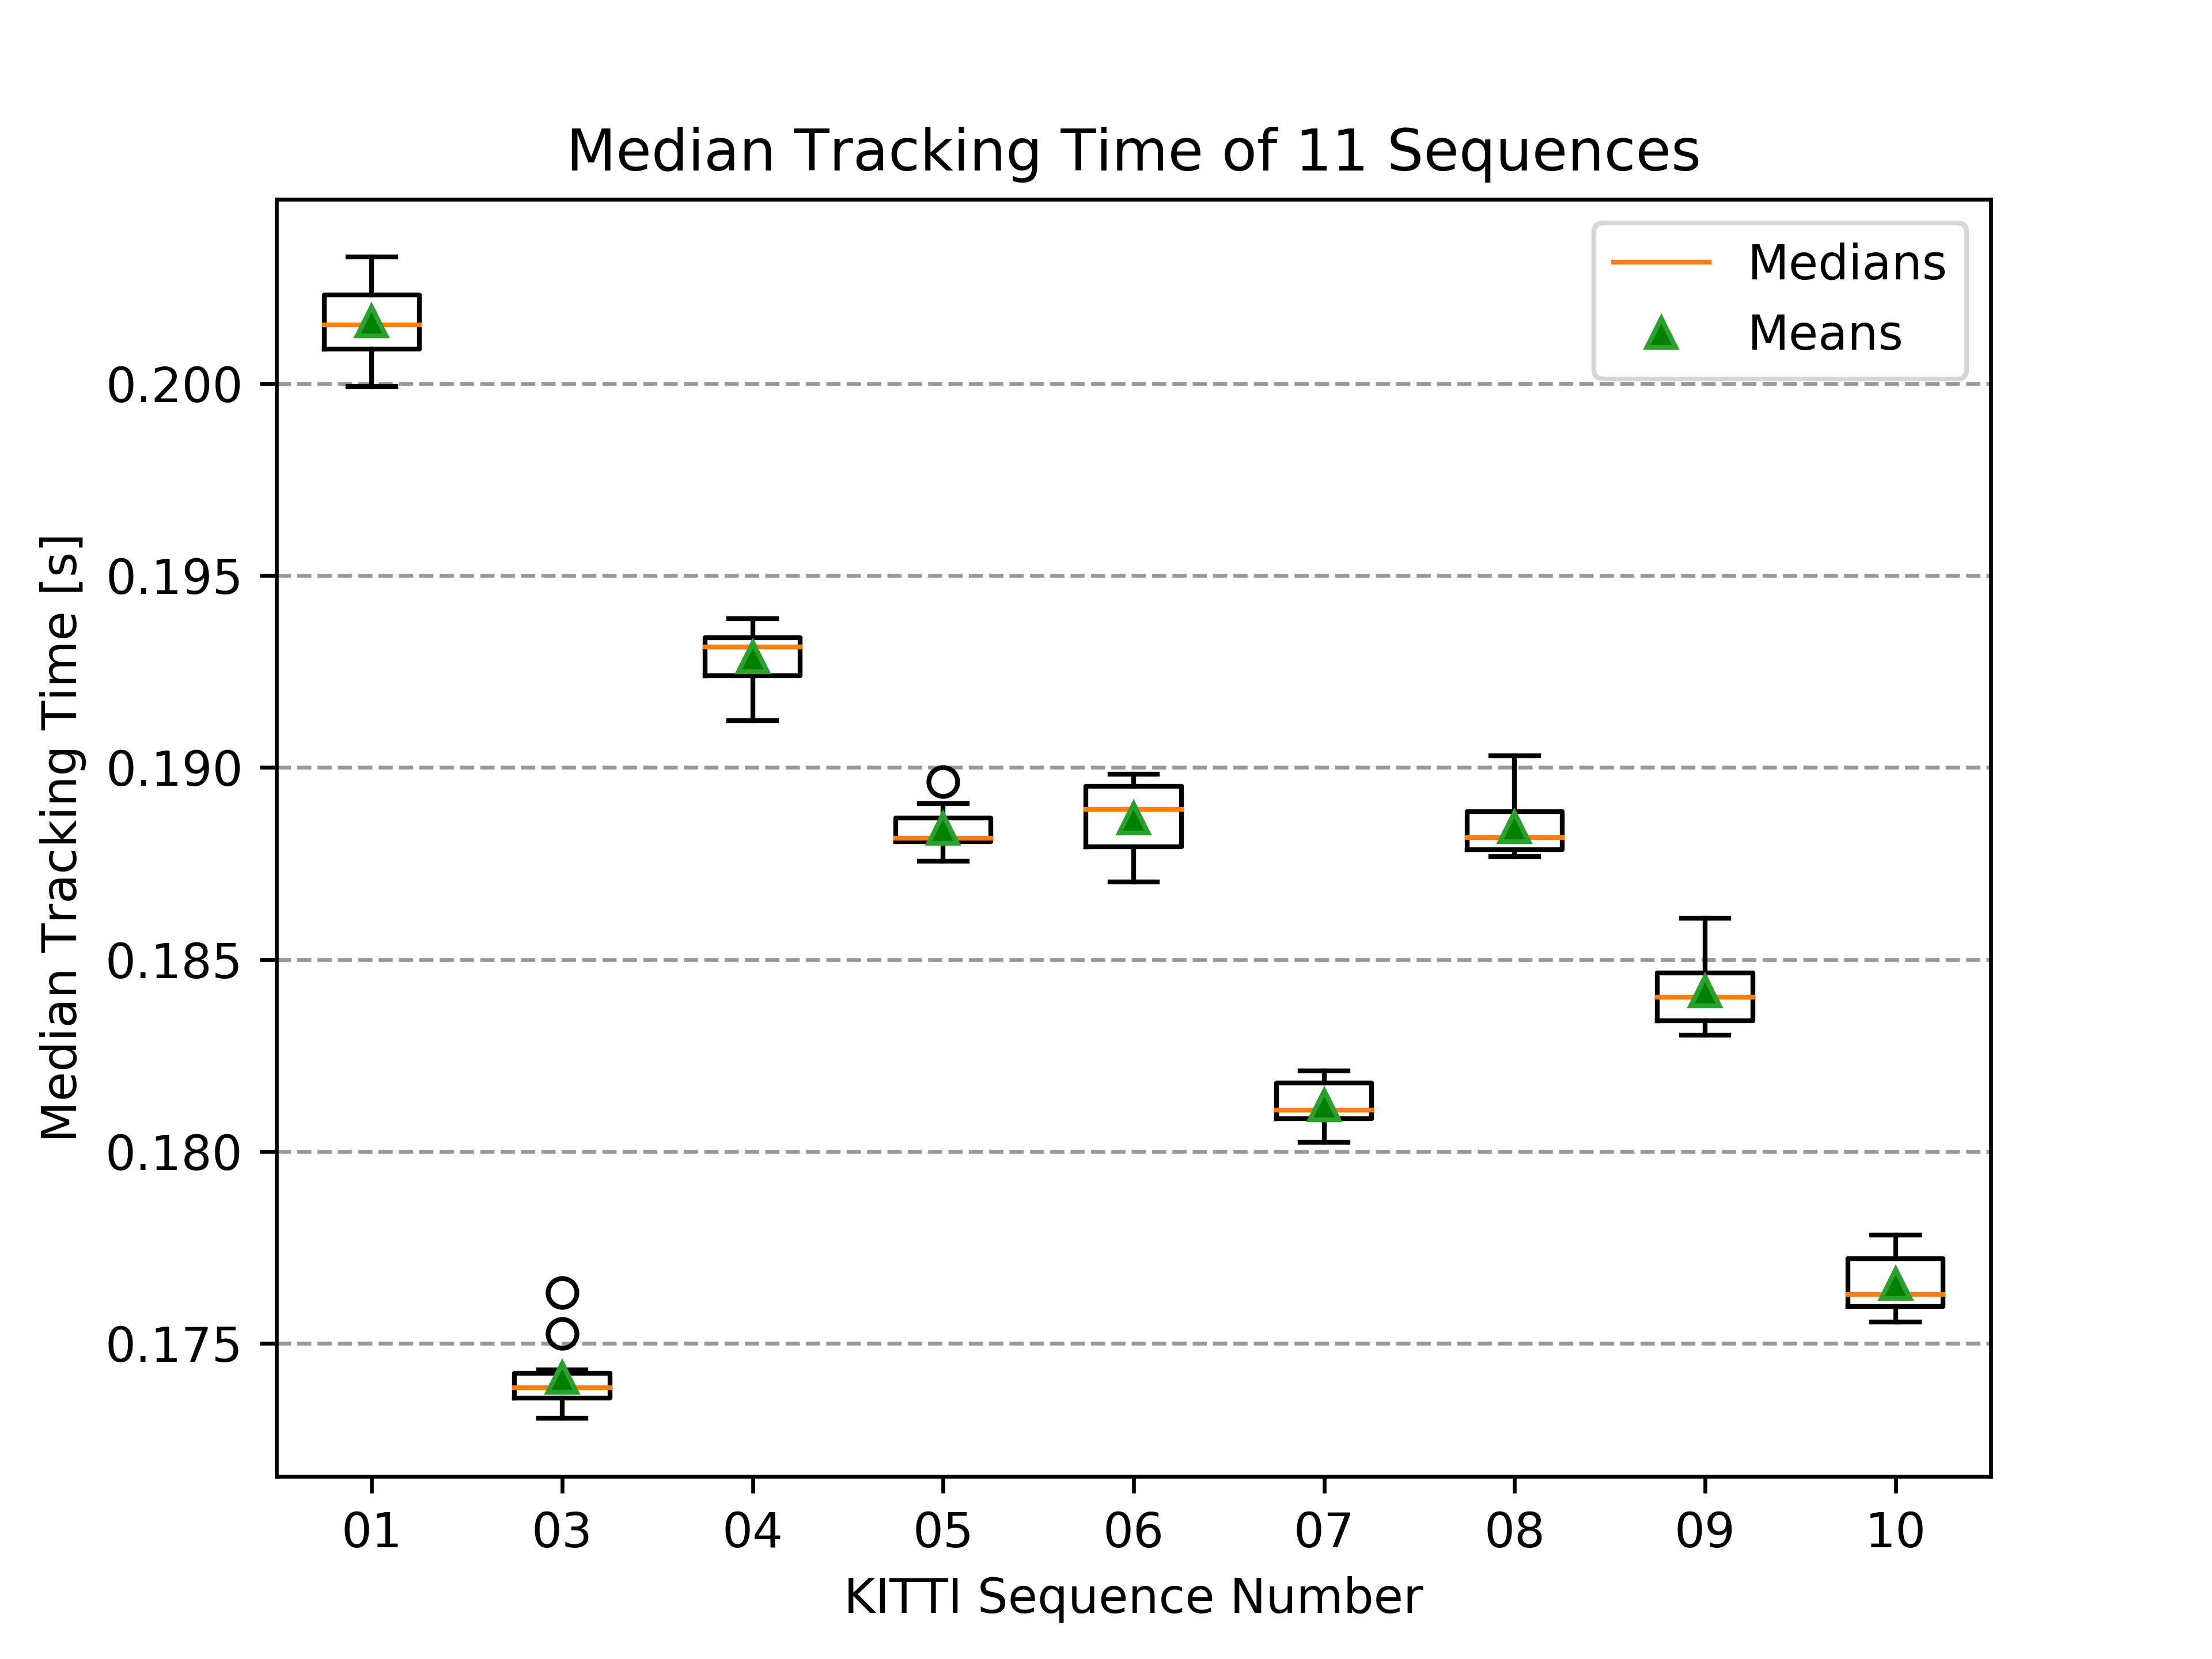 Median Tracking Time of 11 Sequences
Medians
Means
Median Tracking Time [s]
0.200
0.195
0.190
0.185
0.180
0.175
01 03 04 05 06 07 08 09 10
KITTI Sequence Number